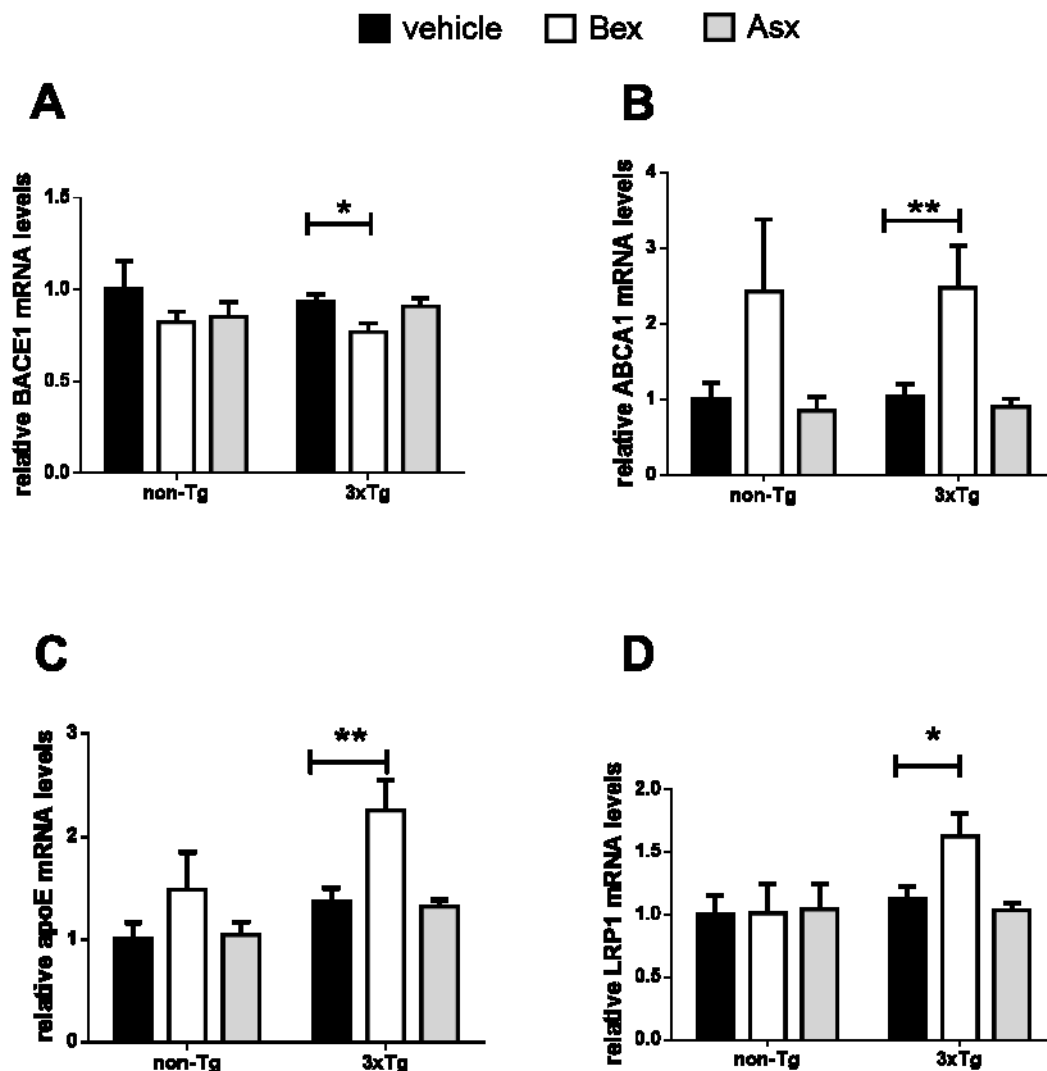 vehicle Bex Asx
A
relative BACE1 mRNA levels
1.5
1.0
0.5
0.0
*
non-Tg 3xTg
B
relative ABCA1 mRNA levels
4
3
2
1
0
**
non-Tg 3xTg
C
relative apoE mRNA levels
3
2
1
0
**
non-Tg 3xTg
D
relative LRP1 mRNA levels
2.0
1.5
1.0
0.5
0.0
*
non-Tg 3xTg